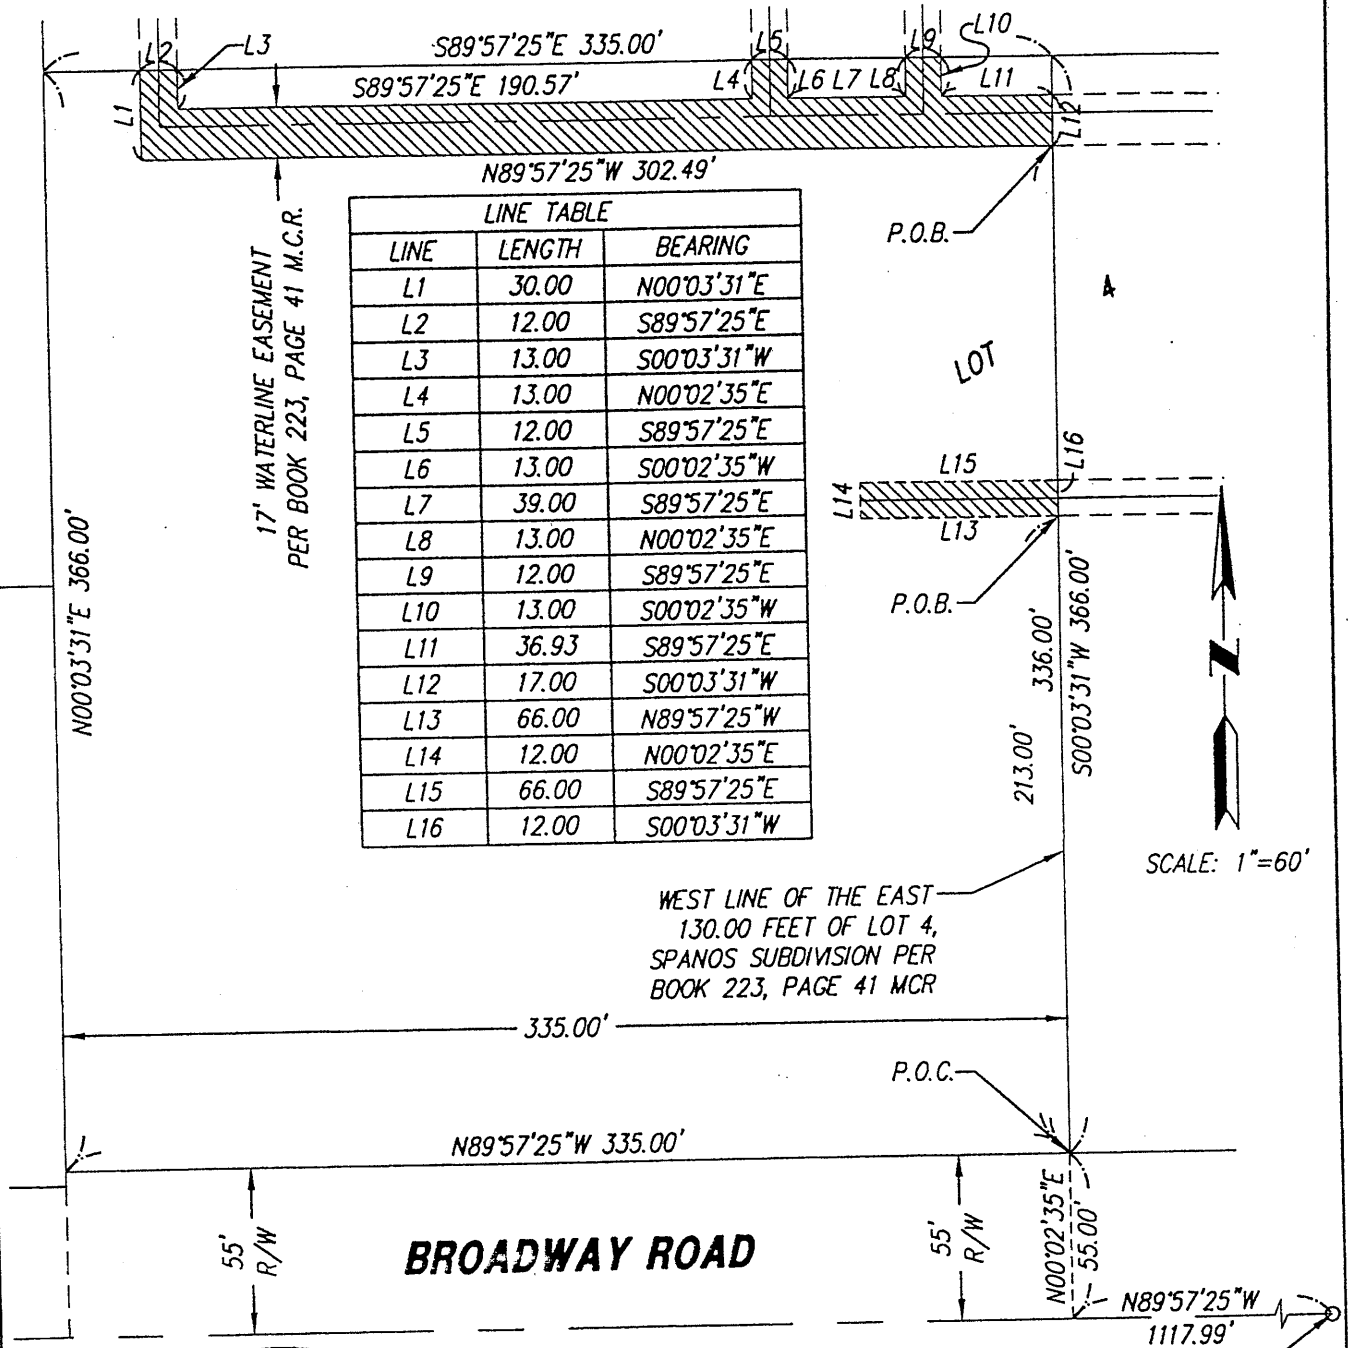 S89°57'25"E 335.00'
L2
L3
L5
L9
L10
S89°57'25"E 190.57'
L4
L6 L7 L8
L11
L1
L12
N89°57'25"W 302.49'
P.O.B.
17' WATERLINE EASEMENT
PER BOOK 223, PAGE 41 M.C.R.
LINE TABLE
LINE LENGTH BEARING
L1 30.00 N00°03'31"E
L2 12.00 S89°57'25"E
L3 13.00 S00°03'31"W
L4 13.00 N00°02'35"E
L5 12.00 S89°57'25"E
L6 13.00 S00°02'35"W
L7 39.00 S89°57'25"E
L8 13.00 N00°02'35"E
L9 12.00 S89°57'25"E
L10 13.00 S00°02'35"W
L11 36.93 S89°57'25"E
L12 17.00 S00°03'31"W
L13 66.00 N89°57'25"W
L14 12.00 N00°02'35"E
L15 66.00 S89°57'25"E
L16 12.00 S00°03'31"W
LOT
4
L15
L16
L14
L13
P.O.B.
N00°03'31"E 366.00'
336.00'
S00°03'31"W 366.00'
213.00'
N
SCALE: 1"=60'
WEST LINE OF THE EAST
130.00 FEET OF LOT 4,
SPANOS SUBDIVISION PER
BOOK 223, PAGE 41 MCR
335.00'
P.O.C.
N89°57'25"W 335.00'
55'
R/W
BROADWAY ROAD
55'
R/W
N00°02'35"E
55.00'
N89°57'25"W
1117.99'